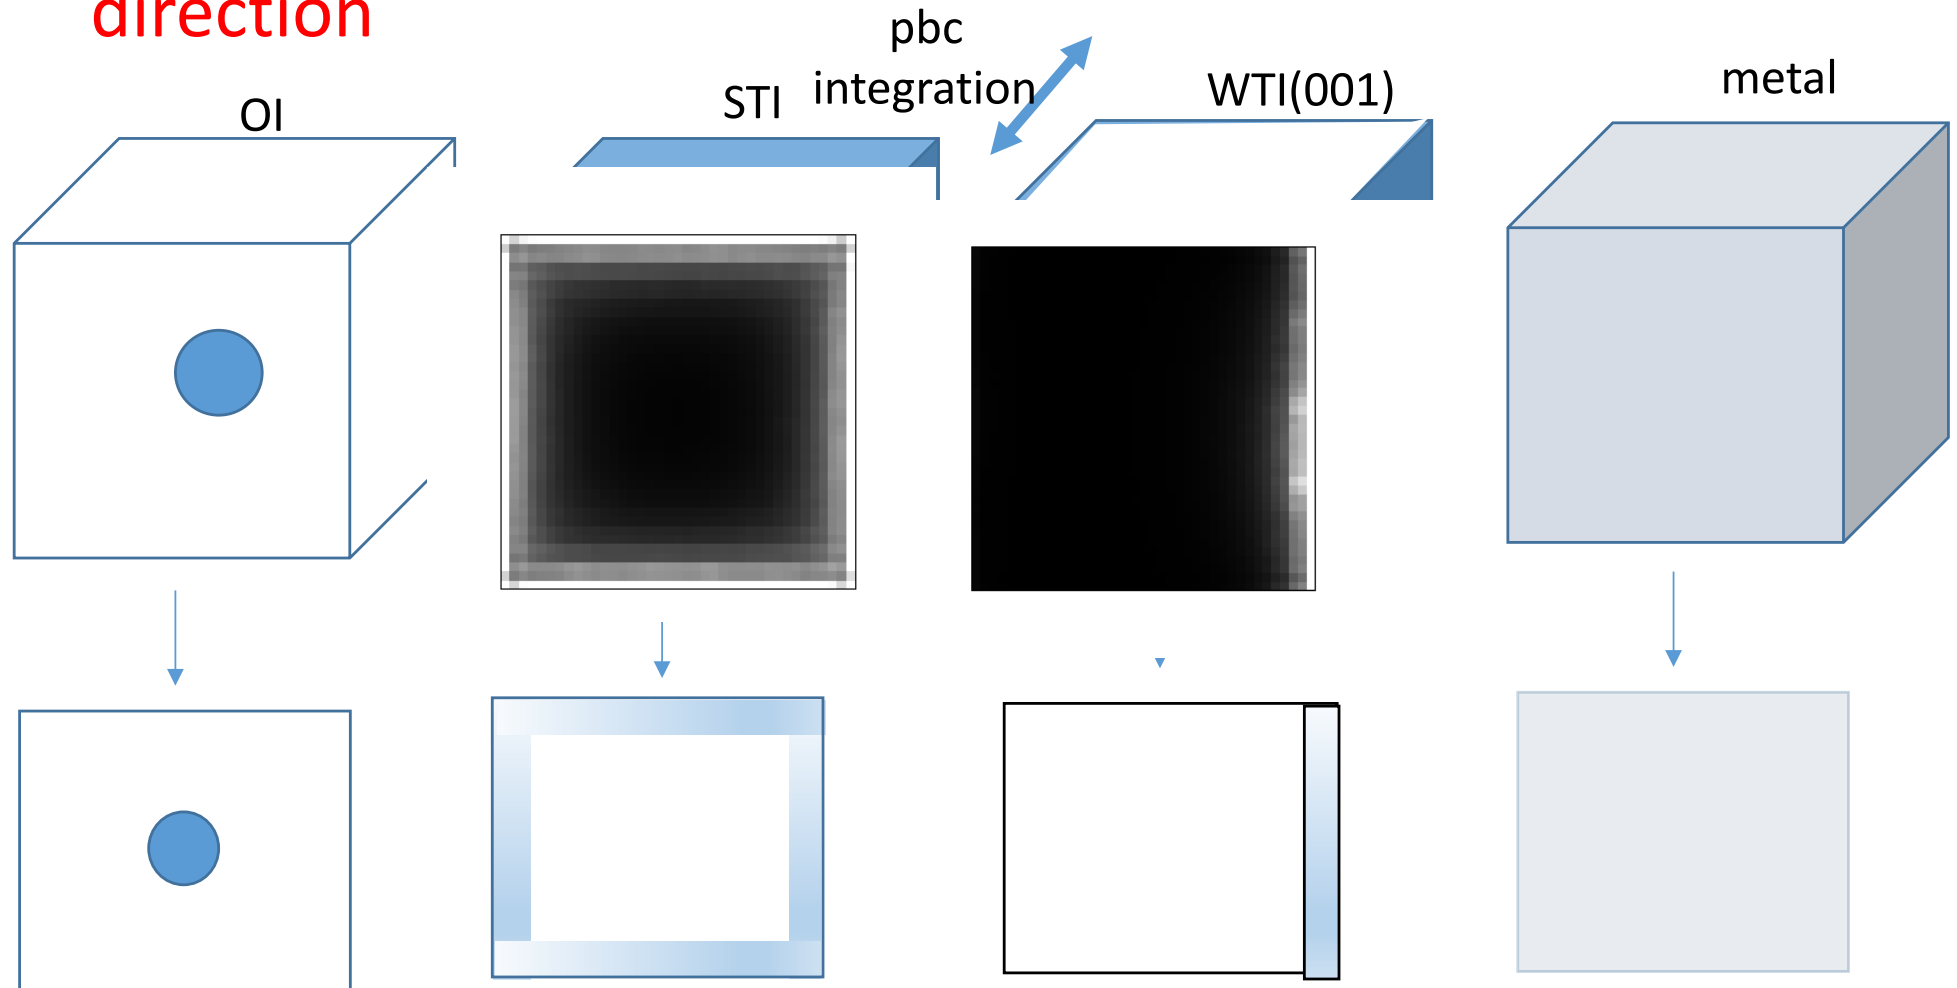 direction
pbc
integration
OI
STI
WTI(001)
metal